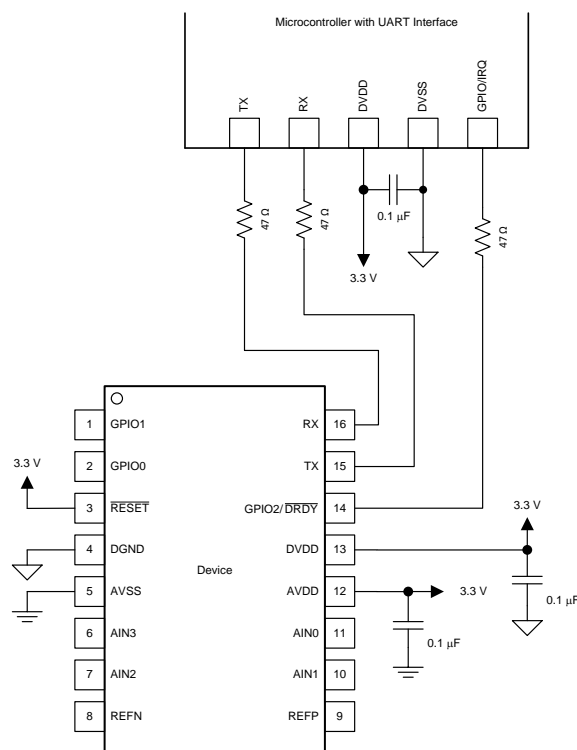 Microcontroller with UART Interface
TX
RX
DVDD
DVSS
GPIO/IRQ
47 Ω
47 Ω
0.1 µF
47 Ω
3.3 V
1 GPIO1 RX 16
3.3 V
2 GPIO0 TX 15
3 RESET GPIO2/DRDY 14
3.3 V
4 DGND DVDD 13
Device
5 AVSS AVDD 12
3.3 V
0.1 µF
6 AIN3 AIN0 11
0.1 µF
7 AIN2 AIN1 10
8 REFN REFP 9